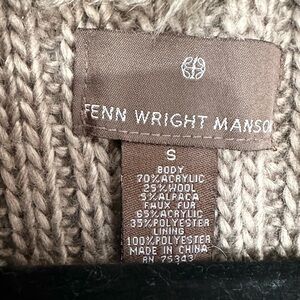 FENN WRIGHT MANSO
S
BODY
70%ACRYLIC
25%WOOL
5%ALPACA
FAUX FUR
65%ACRYLIC
35%POLYESTER
LINING
100%POLYESTER
MADE IN CHINA
RN 75343